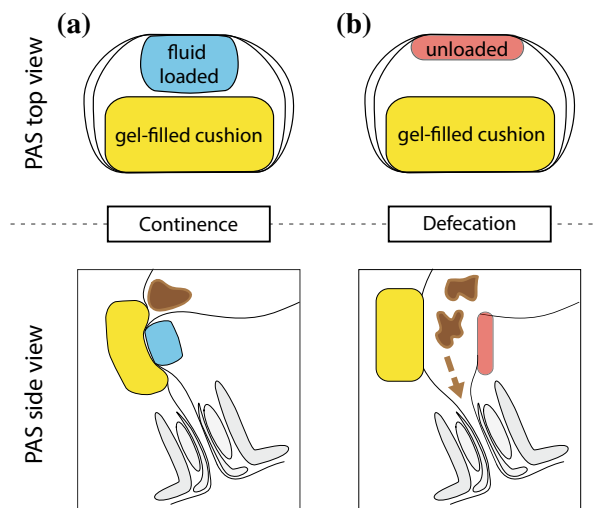 (a)
(b)
PAS top view
fluid
loaded
gel-filled cushion
unloaded
gel-filled cushion
Continence
Defecation
PAS side view